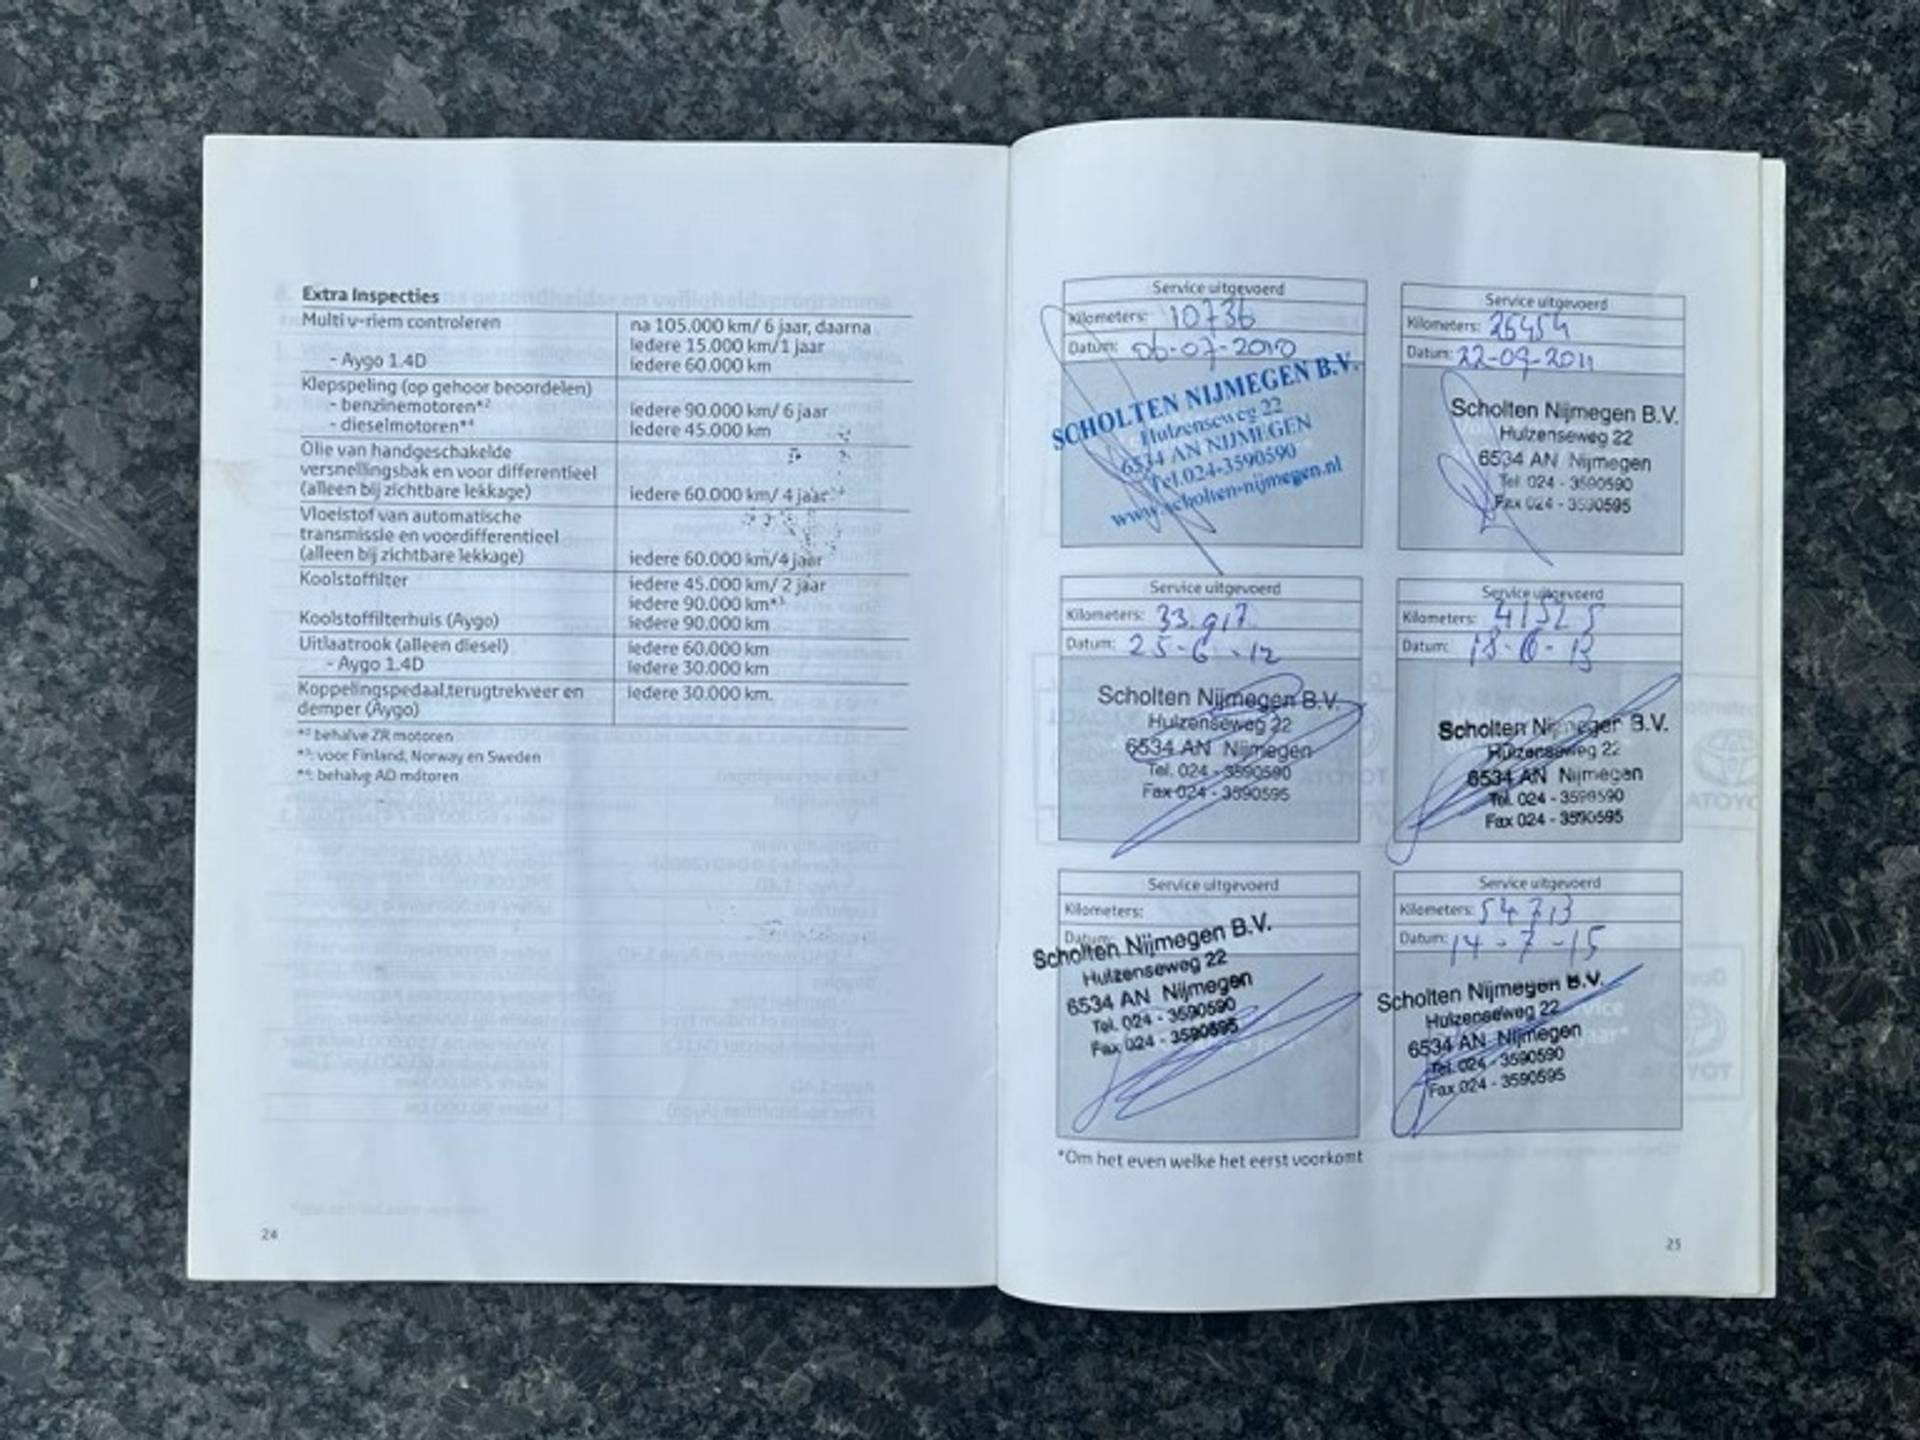 Extra Inspecties
Multi v-riem controleren
na 105.000 km/ 6 jaar, daarna
iedere 15.000 km/1 jaar
- Aygo 1.4D
iedere 60.000 km
Klepspeling (op gehoor beoordelen)
- benzinemotoren*²
iedere 90.000 km/ 6 jaar
- dieselmotoren*⁴
iedere 45.000 km
Olie van handgeschakelde
versnellingsbak en voor differentieel
(alleen bij zichtbare lekkage)
iedere 60.000 km/ 4 jaar
Vloeistof van automatische
transmissie en voordifferentieel
(alleen bij zichtbare lekkage)
iedere 60.000 km/4 jaar
Koolstoffilter
iedere 45.000 km/ 2 jaar
iedere 90.000 km*³
Koolstoffilterhuis (Aygo)
iedere 90.000 km
Uitlaatrook (alleen diesel)
iedere 60.000 km
- Aygo 1.4D
iedere 30.000 km
Koppelingspedaal,terugtrekveer en
demper (Aygo)
iedere 30.000 km.
*² behalve ZR motoren
*³: voor Finland, Norway en Sweden
*⁴: behalve AD motoren
24
Service uitgevoerd
Kilometers: 10736
Datum: 06-07-2010
SCHOLTEN NIJMEGEN B.V.
Hulzenseweg 22
6534 AN NIJMEGEN
Tel.024-3590590
www.scholten-nijmegen.nl
Service uitgevoerd
Kilometers: 26454
Datum: 22-09-2011
Scholten Nijmegen B.V.
Hulzenseweg 22
6534 AN Nijmegen
Tel. 024 - 3590590
Fax 024 - 3590595
Service uitgevoerd
Kilometers: 33.917
Datum: 25-6-12
Scholten Nijmegen B.V.
Hulzenseweg 22
6534 AN Nijmegen
Tel. 024 - 3590590
Fax 024 - 3590595
Service uitgevoerd
Kilometers: 41525
Datum: 18-6-13
Scholten Nijmegen B.V.
Hulzenseweg 22
6534 AN Nijmegen
Tel. 024 - 3590590
Fax 024 - 3590595
Service uitgevoerd
Kilometers:
Datum:
Scholten Nijmegen B.V.
Hulzenseweg 22
6534 AN Nijmegen
Tel. 024 - 3590590
Fax 024 - 3590595
Service uitgevoerd
Kilometers: 54713
Datum: 14-7-15
Scholten Nijmegen B.V.
Hulzenseweg 22
6534 AN Nijmegen
Tel. 024 - 3590590
Fax 024 - 3590595
*Om het even welke het eerst voorkomt
25